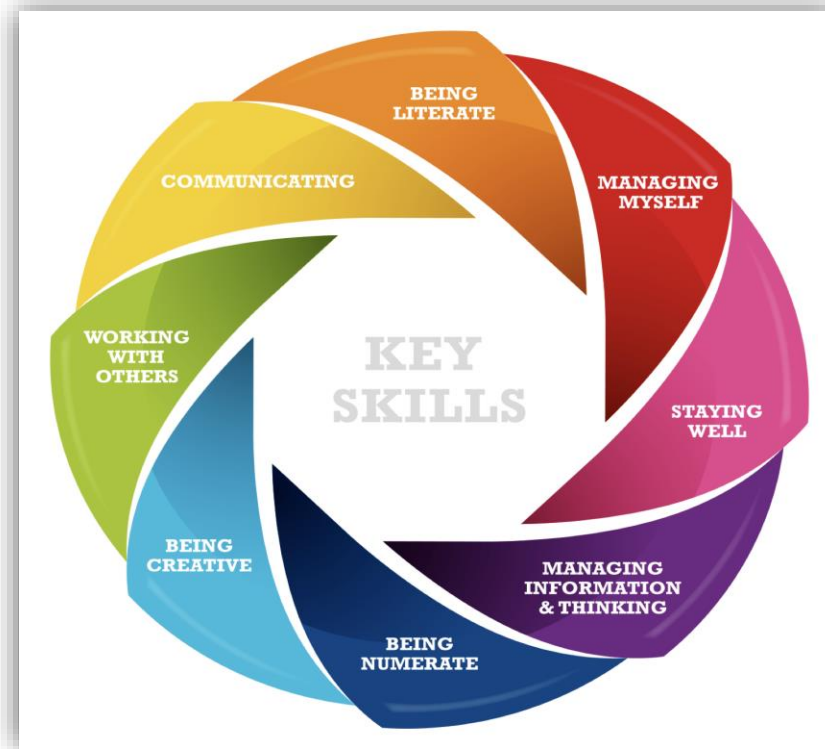 BEING
LITERATE
MANAGING
MYSELF
STAYING
WELL
MANAGING
INFORMATION
& THINKING
BEING
NUMERATE
BEING
CREATIVE
WORKING
WITH
OTHERS
COMMUNICATING
KEY
SKILLS